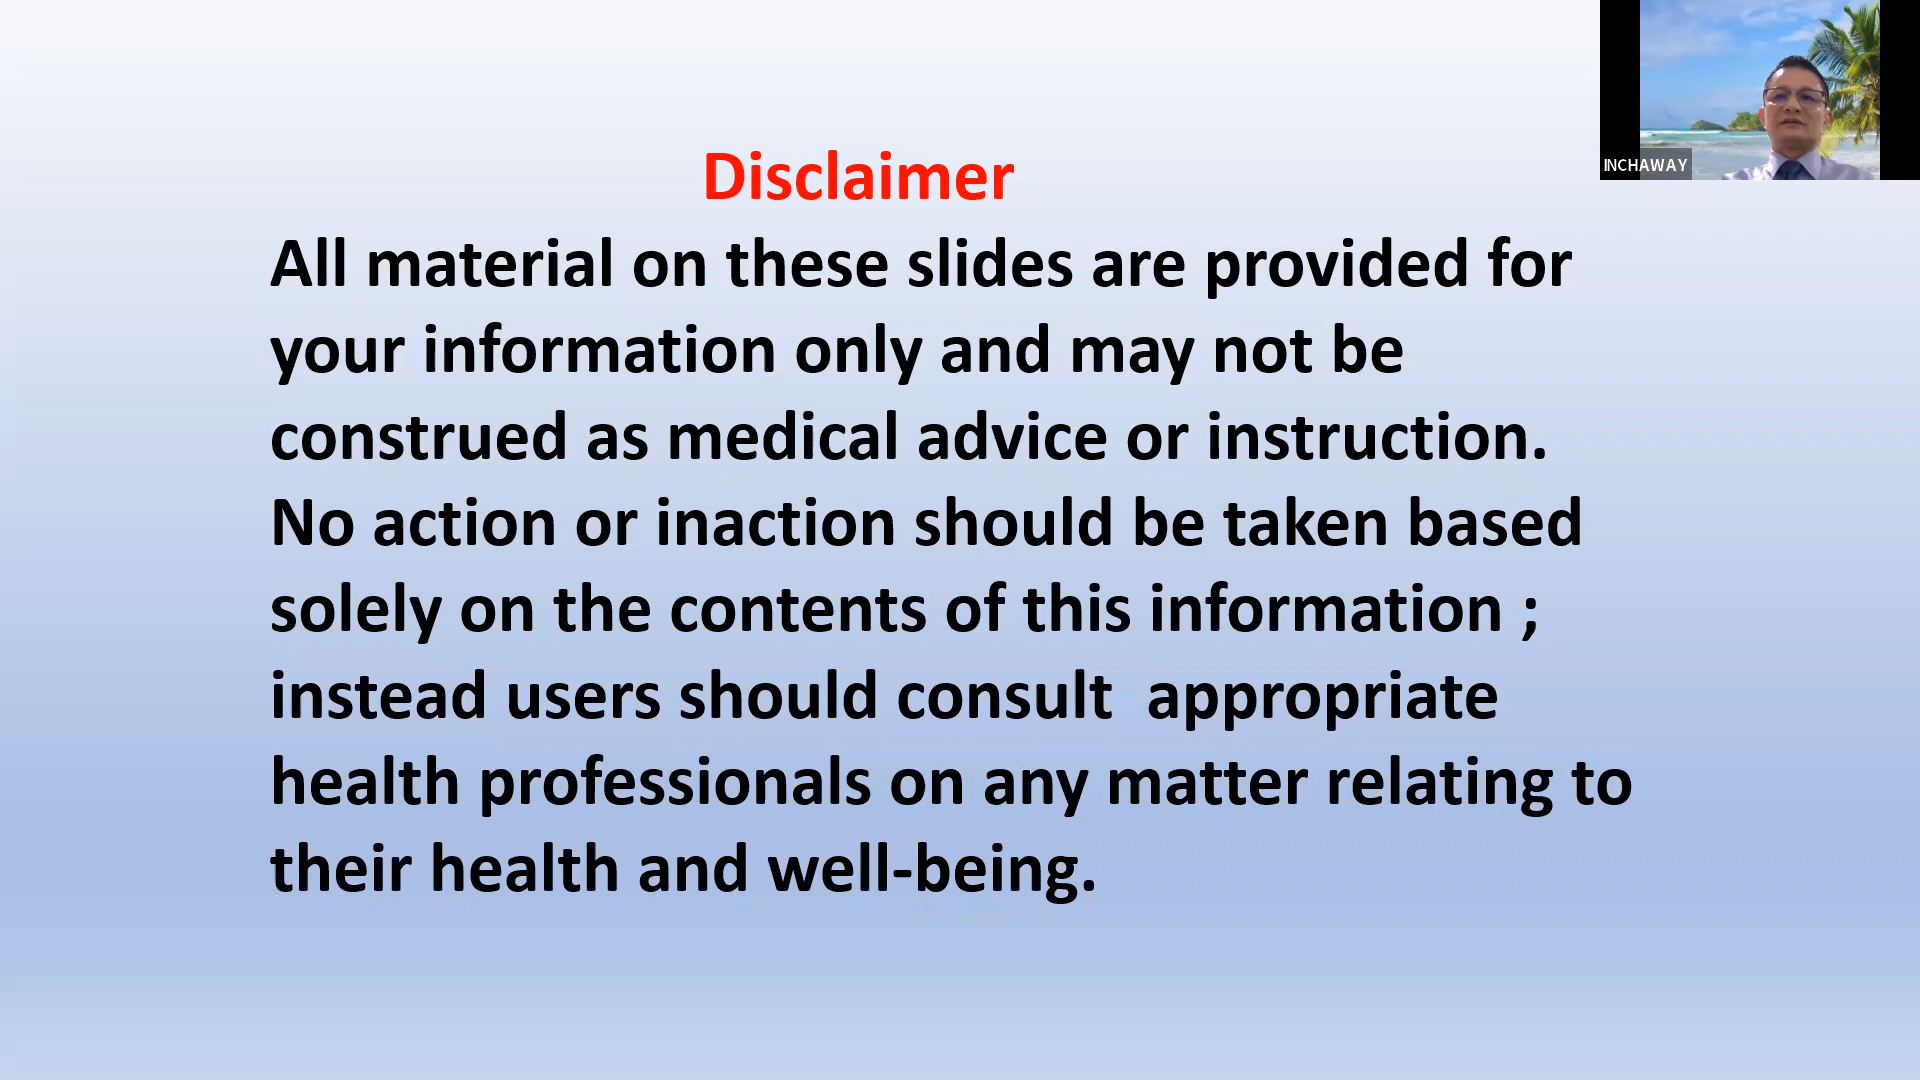 Disclaimer
All material on these slides are provided for
your information only and may not be
construed as medical advice or instruction.
No action or inaction should be taken based
solely on the contents of this information ;
instead users should consult  appropriate
health professionals on any matter relating to
their health and well-being.
INCHAWAY